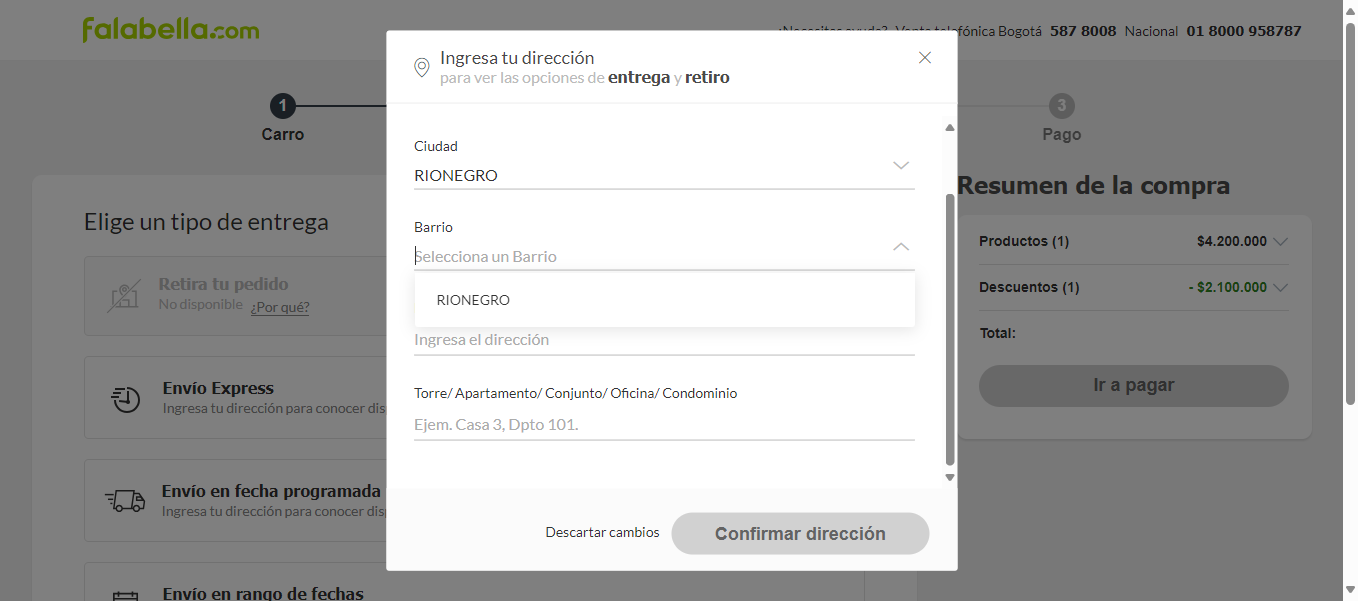 falabella.com
¿Necesitas ayuda? Venta telefónica Bogotá 587 8008 Nacional 01 8000 958787
Ingresa tu dirección
para ver las opciones de entrega y retiro
1
3
Carro
Pago
Ciudad
RIONEGRO
Barrio
Selecciona un Barrio
RIONEGRO
Ingresa el dirección
Torre/ Apartamento/ Conjunto/ Oficina/ Condominio
Ejem. Casa 3, Dpto 101.
Descartar cambios
Confirmar dirección
Elige un tipo de entrega
Retira tu pedido
No disponible ¿Por qué?
Envío Express
Ingresa tu dirección para conocer dis
Envío en fecha programada
Ingresa tu dirección para conocer dis
Envío en rango de fechas
Resumen de la compra
Productos (1) $4.200.000
Descuentos (1) - $2.100.000
Total:
Ir a pagar